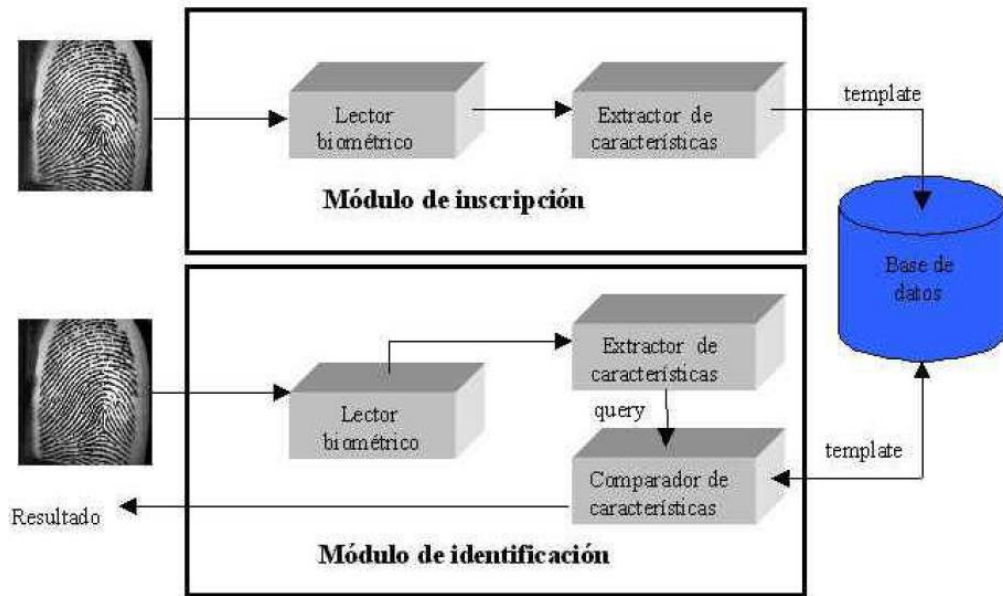 Lector
biométrico
Extractor de
características
template
Módulo de inscripción
Base de
datos
Lector
biométrico
Extractor de
características
query
Comparador de
características
template
Resultado
Módulo de identificación